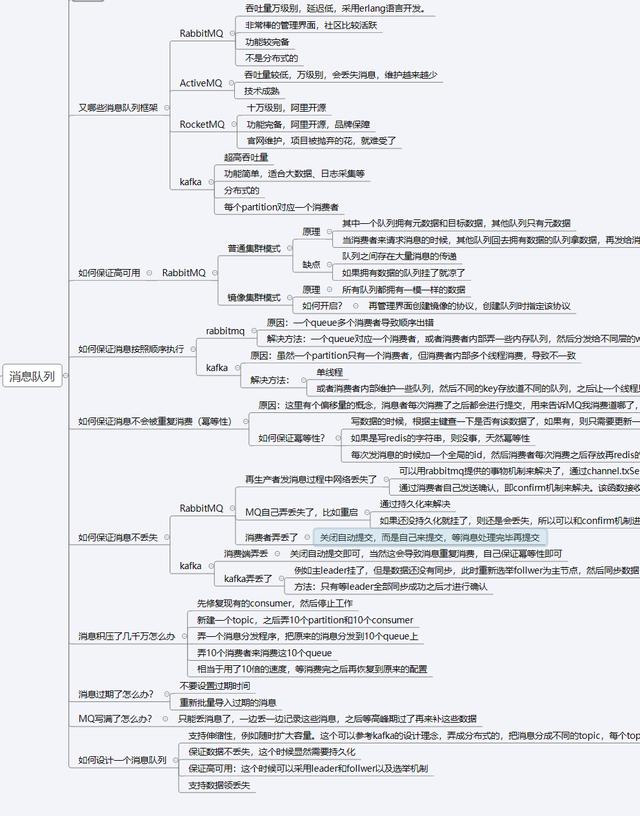 消息队列
又哪些消息队列框架
RabbitMQ
吞吐量万级别，延迟低，采用erlang语言开发。
非常棒的管理界面，社区比较活跃
功能较完备
不是分布式的
ActiveMQ
吞吐量较低，万级别，会丢失消息，维护越来越少
技术成熟
RocketMQ
十万级别，阿里开源
功能完备，阿里开源，品牌保障
官网维护，项目被抛弃的花，就难受了
kafka
超高吞吐量
功能简单，适合大数据、日志采集等
分布式的
每个partition对应一个消费者
如何保证高可用
RabbitMQ
普通集群模式
原理
其中一个队列拥有元数据和目标数据，其他队列只有元数据
当消费者来请求消息的时候，其他队列回去拥有数据的队列拿数据，再发给消
缺点
队列之间存在大量消息的传递
如果拥有数据的队列挂了就凉了
镜像集群模式
原理
所有队列都拥有一模一样的数据
如何开启？
再管理界面创建镜像的协议，创建队列时指定该协议
如何保证消息按照顺序执行
rabbitmq
原因：一个queue多个消费者导致顺序出错
解决方法：一个queue对应一个消费者，或者消费者内部弄一些内存队列，然后分发给不同层的w
kafka
原因：虽然一个partition只有一个消费者，但消费者内部多个线程消费，导致不一致
解决方法：
单线程
或者消费者内部维护一些队列，然后不同的key存放道不同的队列，之后让一个线程
如何保证消息不会被重复消费（幂等性）
原因：这里有个偏移量的概念，消息者每次消费了之后都会进行提交，用来告诉MQ我消费道哪了，
如何保证幂等性？
写数据的时候，根据主键查一下是否有该数据了，如果有，则只需要更新一
如果是写redis的字符串，则没事，天然幂等性
每次发消息的时候加一个全局的id，然后消费者每次消费之后存放再redis的
如何保证消息不丢失
RabbitMQ
再生产者发消息过程中网络丢失了
可以用rabbitmq提供的事物机制来解决了，通过channel.txSe
通过消费者自己发送确认，即confirm机制来解决。该函数接收
MQ自己弄丢失了，比如重启
通过持久化来解决
如果还没持久化就挂了，则还是会丢失，所以可以和confirm机制进
消费者弄丢了
关闭自动提交，而是自己来提交，等消息处理完毕再提交
kafka
消费端弄丢
关闭自动提交即可，当然这会导致消息重复消费，自己保证幂等性即可
kafka弄丢了
例如主leader挂了，但是数据还没有同步，此时重新选举follwer为主节点，然后同步数据
方法：只有等leader全部同步成功之后才进行确认
消息积压了几千万怎么办
先修复现有的consumer，然后停止工作
新建一个topic，之后弄10个partition和10个consumer
弄一个消息分发程序，把原来的消息分发到10个queue上
弄10个消费者来消费这10个queue
相当于用了10倍的速度，等消费完之后再恢复到原来的配置
消息过期了怎么办？
不要设置过期时间
重新批量导入过期的消息
MQ写满了怎么办？
只能丢消息了，一边丢一边记录这些消息，之后等高峰期过了再来补这些数据
如何设计一个消息队列
支持伸缩性，例如随时扩大容量。这个可以参考kafka的设计理念，弄成分布式的，把消息分成不同的topic，每个top
保证数据不丢失，这个时候显然需要持久化
保证高可用：这个时候可以采用leader和follwer以及选举机制
支持数据领丢失